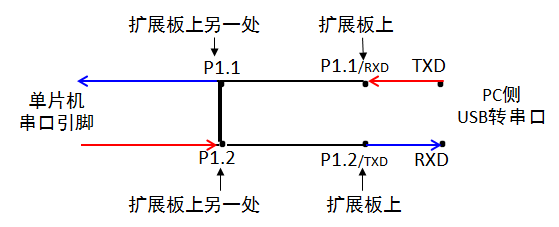 扩展板上另一处
扩展板上
P1.1
P1.1/RXD
TXD
单片机
串口引脚
PC侧
USB转串口
P1.2
P1.2/TXD
RXD
扩展板上另一处
扩展板上